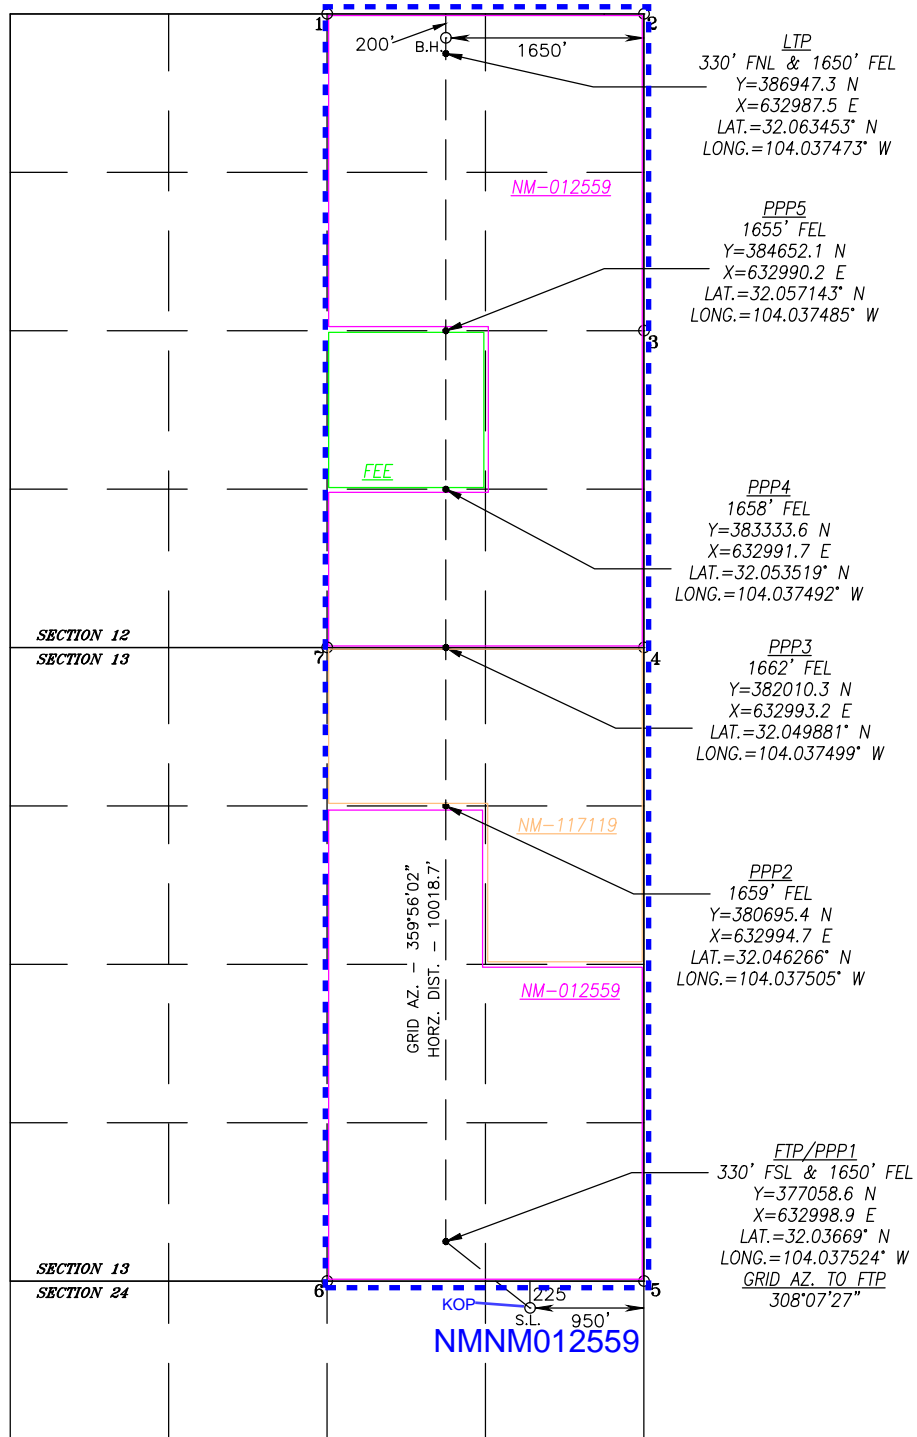 1
2
200'
B.H.
1650'
LTP
330' FNL & 1650' FEL
Y=386947.3 N
X=632987.5 E
LAT.=32.063453° N
LONG.=104.037473° W
NM-012559
PPP5
1655' FEL
Y=384652.1 N
X=632990.2 E
LAT.=32.057143° N
LONG.=104.037485° W
3
FEE
PPP4
1658' FEL
Y=383333.6 N
X=632991.7 E
LAT.=32.053519° N
LONG.=104.037492° W
SECTION 12
SECTION 13
7
4
PPP3
1662' FEL
Y=382010.3 N
X=632993.2 E
LAT.=32.049881° N
LONG.=104.037499° W
NM-117119
GRID AZ. - 359°56'02"
HORZ. DIST. - 10018.7'
PPP2
1659' FEL
Y=380695.4 N
X=632994.7 E
LAT.=32.046266° N
LONG.=104.037505° W
NM-012559
FTP/PPP1
330' FSL & 1650' FEL
Y=377058.6 N
X=632998.9 E
LAT.=32.03669° N
LONG.=104.037524° W
GRID AZ. TO FTP
308°07'27"
SECTION 13
SECTION 24
6
5
225
KOP
S.L.
950'
NMNM012559